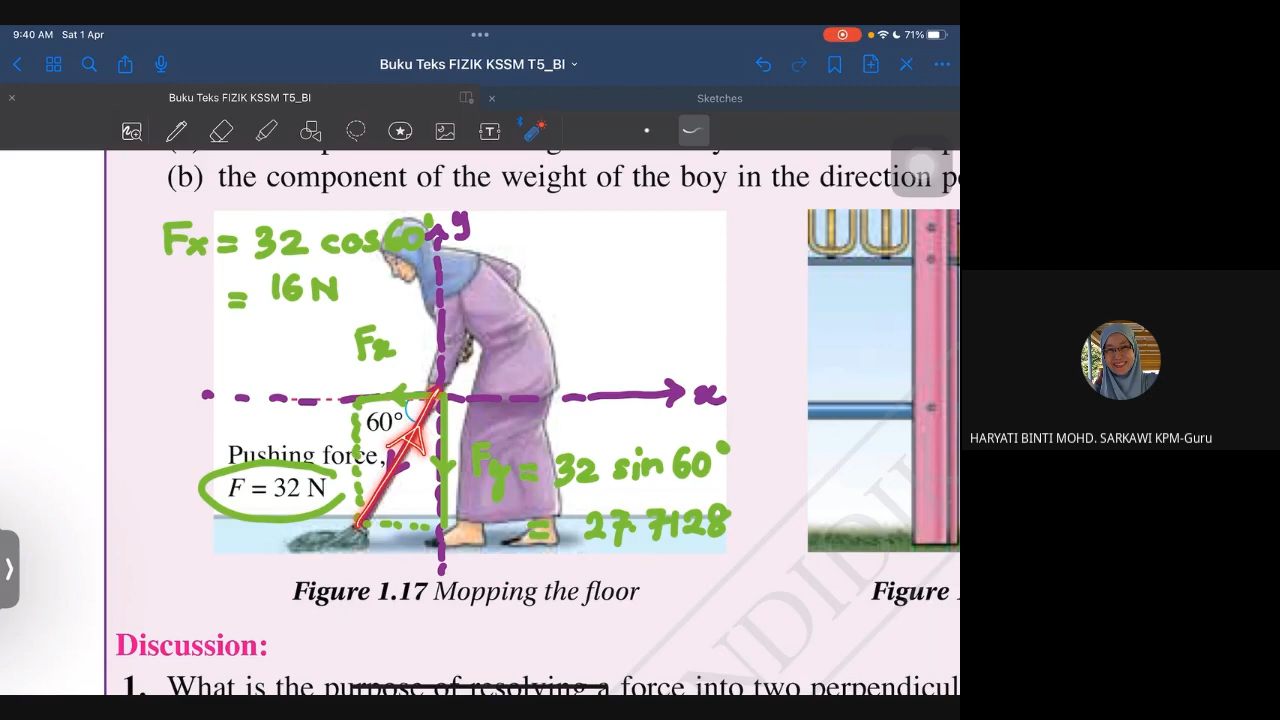 9:40 AM Sat 1 Apr
71%
Buku Teks FIZIK KSSM T5_BI
Buku Teks FIZIK KSSM T5_BI
Sketches
(b) the component of the weight of the boy in the direction
Fx = 32 cos 60°
= 16 N
y
Fx
x
60°
Pushing force,
F = 32 N
Fy = 32 sin 60°
= 27.7128
Figure 1.17 Mopping the floor
Figure
Discussion:
1. What is the purpose of resolving a force into two
HARYATI BINTI MOHD. SARKAWI KPM-Guru